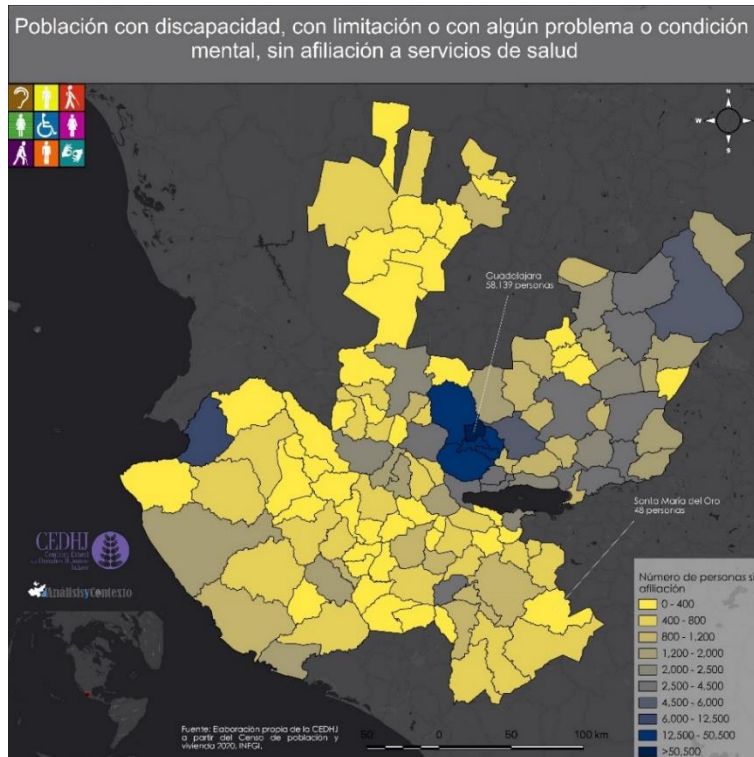 Población con discapacidad, con limitación o con algún problema o condición
mental, sin afiliación a servicios de salud
N
W
E
S
Guadalajara
58,139 personas
Santa María del Oro
48 personas
CEDHJ
AnálisisyContexto
Número de personas si
afiliación
0 - 400
400 - 800
800 - 1,200
1,200 - 2,000
2,000 - 2,500
2,500 - 4,500
4,500 - 6,000
6,000 - 12,500
12,500 - 50,500
>50,500
Fuente: Elaboración propia de la CEDHJ
a partir del Censo de población y
vivienda 2020, INEGI.
50 0 50 100 km